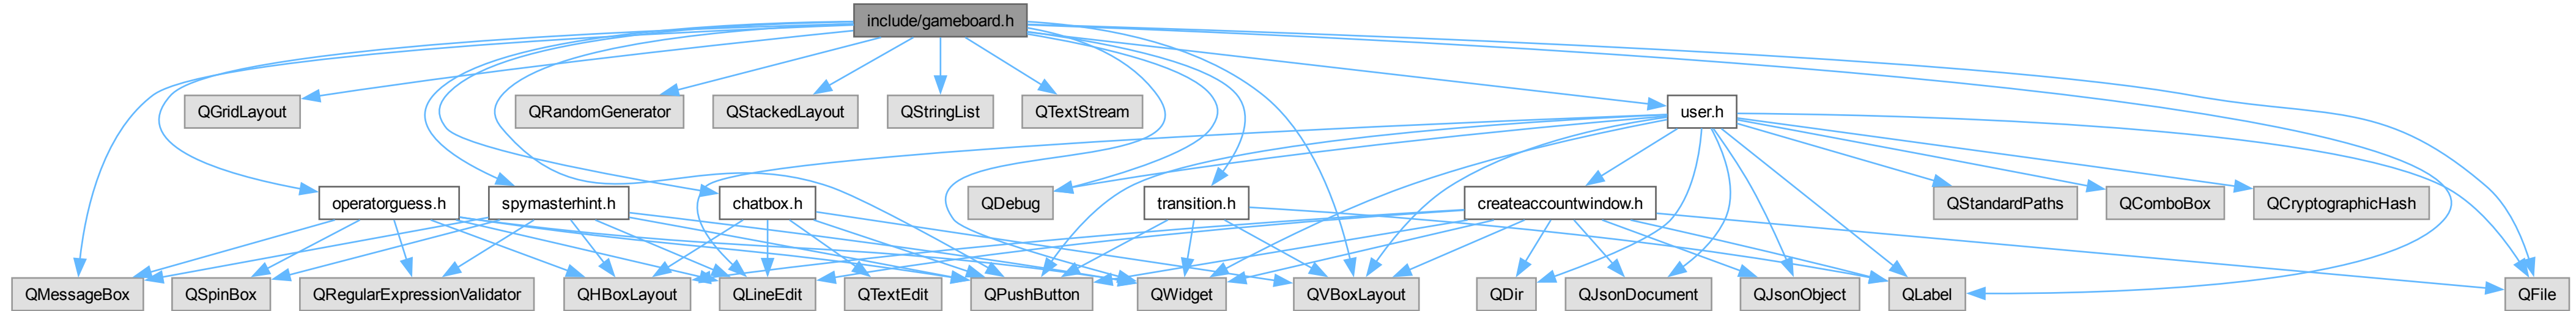 include/gameboard.h
QGridLayout
QRandomGenerator
QStackedLayout
QStringList
QTextStream
user.h
operatorguess.h
spymasterhint.h
chatbox.h
QDebug
transition.h
createaccountwindow.h
QStandardPaths
QComboBox
QCryptographicHash
QMessageBox
QSpinBox
QRegularExpressionValidator
QHBoxLayout
QLineEdit
QTextEdit
QPushButton
QWidget
QVBoxLayout
QDir
QJsonDocument
QJsonObject
QLabel
QFile